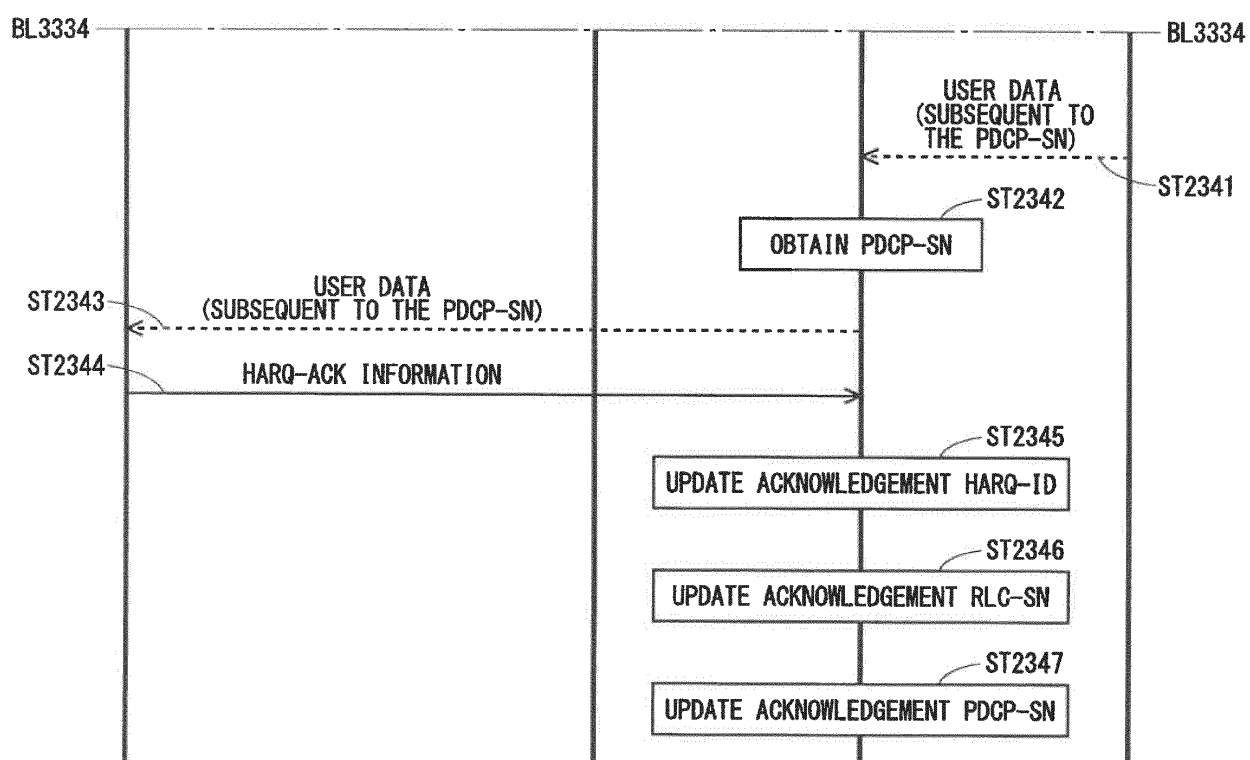 BL3334
BL3334
USER DATA
(SUBSEQUENT TO
THE PDCP-SN)
ST2341
ST2342
OBTAIN PDCP-SN
USER DATA
(SUBSEQUENT TO THE PDCP-SN)
ST2343
ST2344
HARQ-ACK INFORMATION
ST2345
UPDATE ACKNOWLEDGEMENT HARQ-ID
ST2346
UPDATE ACKNOWLEDGEMENT RLC-SN
ST2347
UPDATE ACKNOWLEDGEMENT PDCP-SN